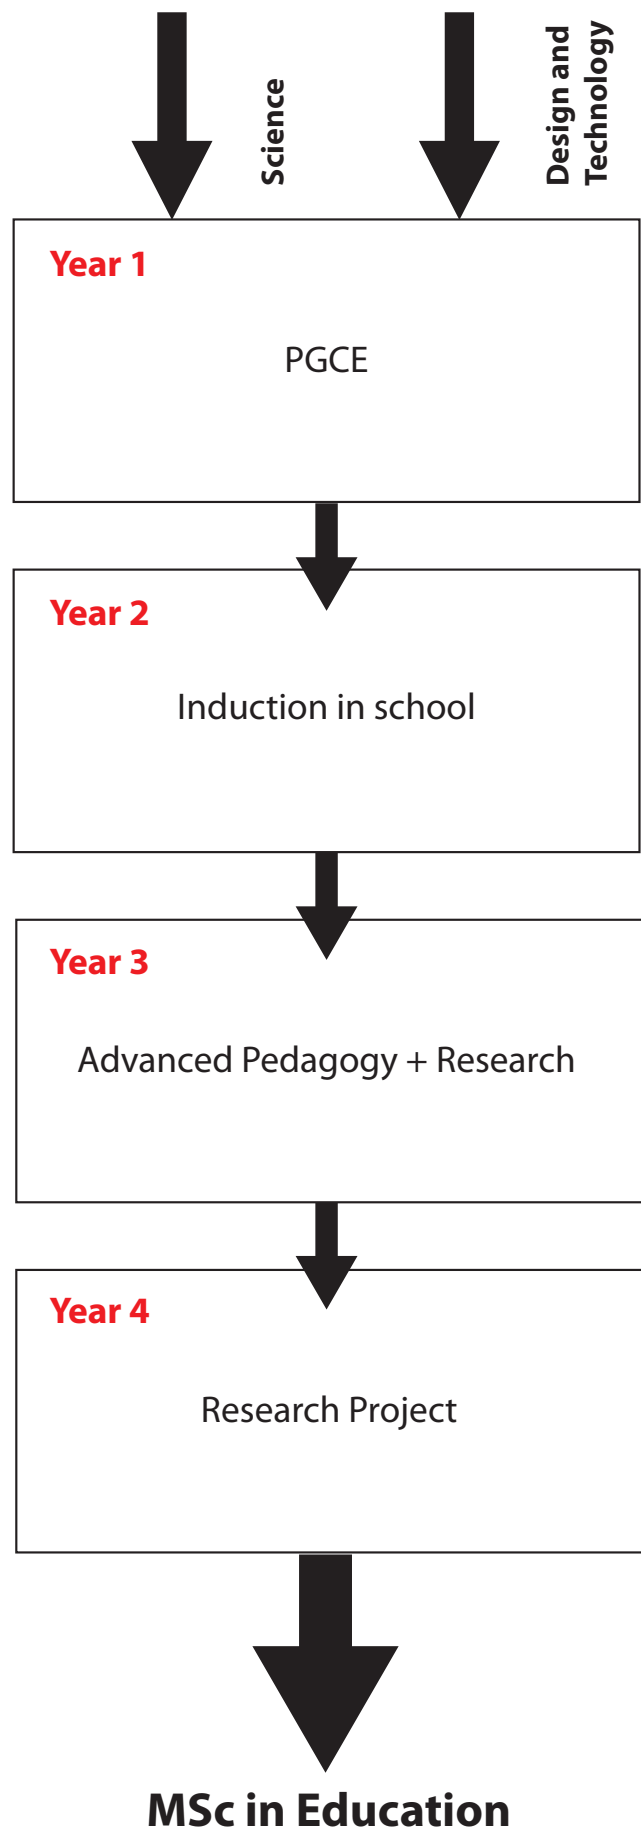 Science
Design and
Technology
Year 1
PGCE
Year 2
Induction in school
Year 3
Advanced Pedagogy + Research
Year 4
Research Project
MSc in Education